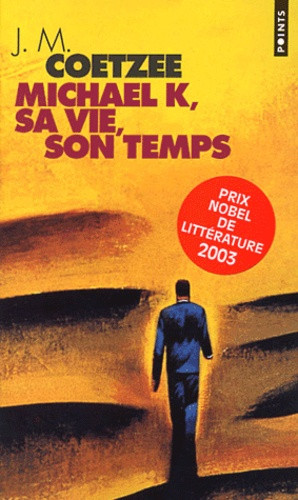 J. M.
COETZEE
MICHAEL K,
SA VIE,
SON TEMPS
POINTS
PRIX
NOBEL
DE
LITTÉRATURE
2003